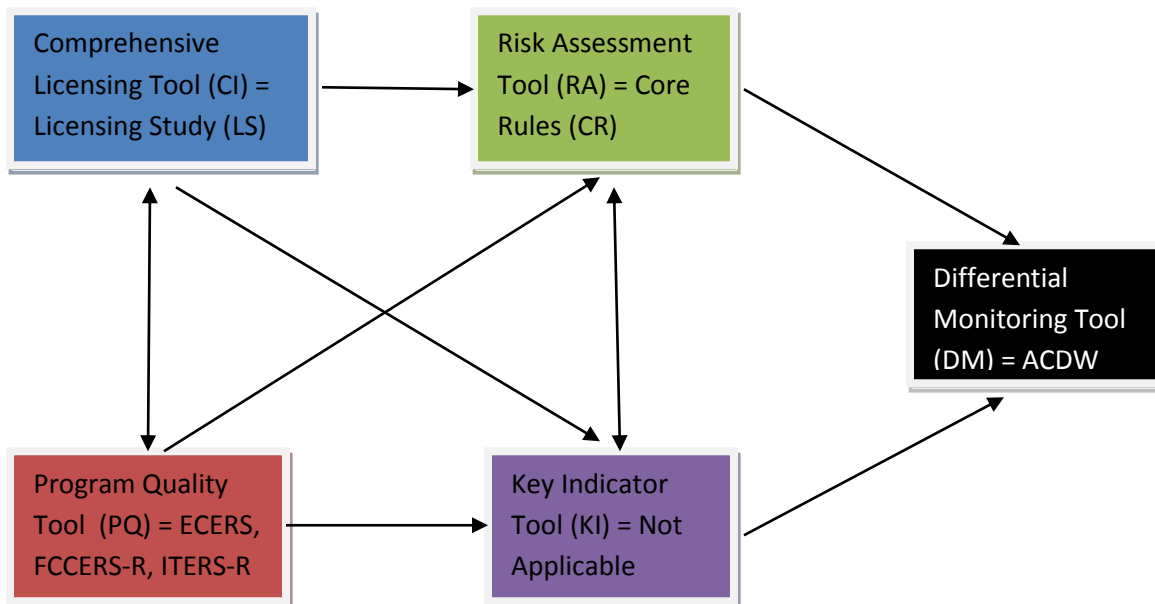 Comprehensive
Licensing Tool (CI) =
Licensing Study (LS)
Risk Assessment
Tool (RA) = Core
Rules (CR)
Differential
Monitoring Tool
(DM) = ACDW
Program Quality
Tool (PQ) = ECERS,
FCCERS-R, ITERS-R
Key Indicator
Tool (KI) = Not
Applicable